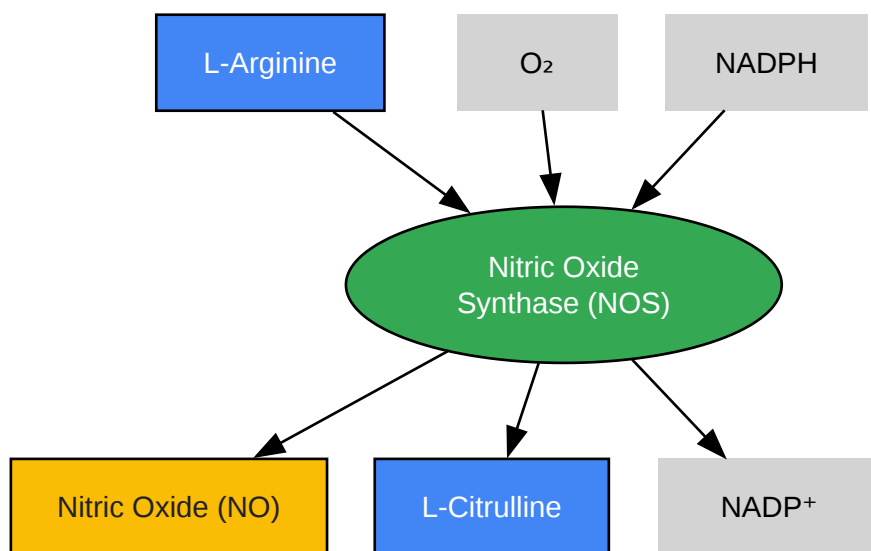 L-Arginine
O₂
NADPH
Nitric Oxide
Synthase (NOS)
Nitric Oxide (NO)
L-Citrulline
NADP⁺